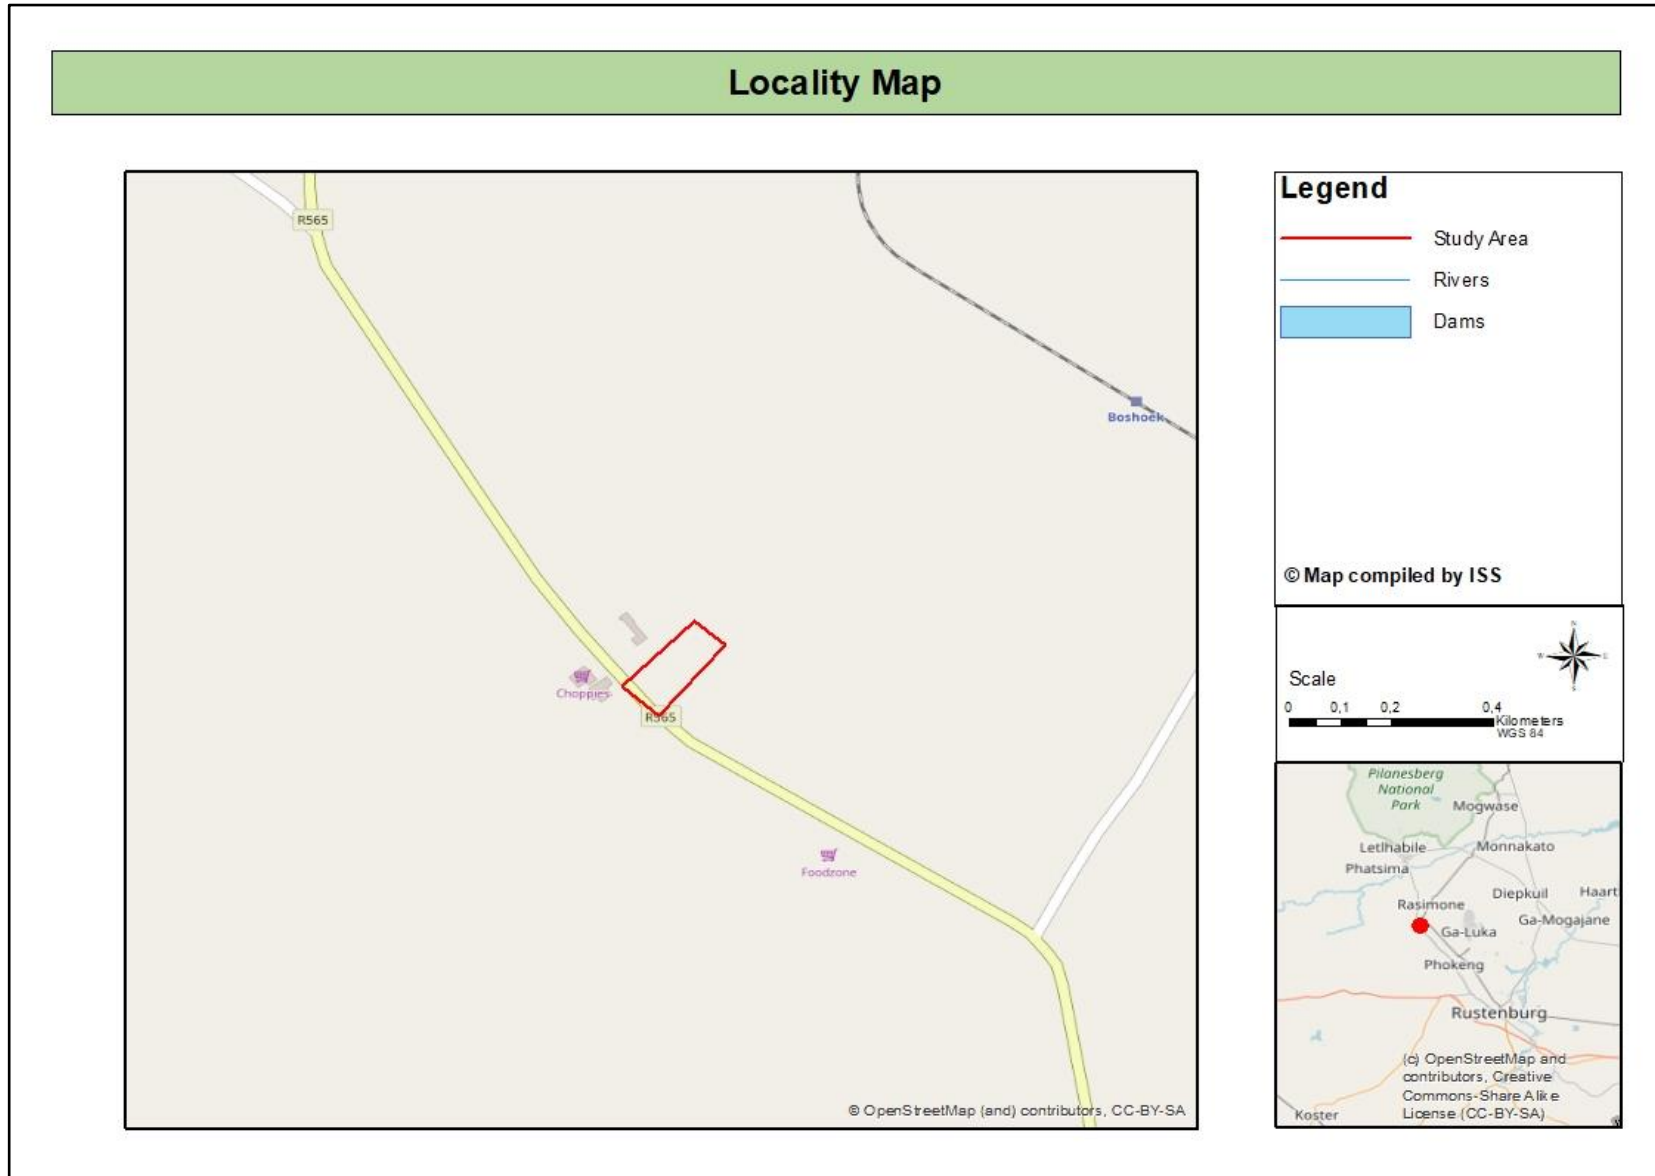 Locality Map
R565
Boshoek
Choppies
R565
Foodzone
© OpenStreetMap (and) contributors, CC-BY-SA
Legend
Study Area
Rivers
Dams
© Map compiled by ISS
N
W E
S
Scale
0 0,1 0,2 0,4
Kilometers
WGS 84
Pilanesberg
National
Park
Mogwase
Letlhabile
Monnakato
Phatsima
Diepkuil
Haart
Rasimone
Ga-Mogajane
Ga-Luka
Phokeng
Rustenburg
(c) OpenStreetMap and
contributors, Creative
Commons-Share Alike
License (CC-BY-SA)
Koster